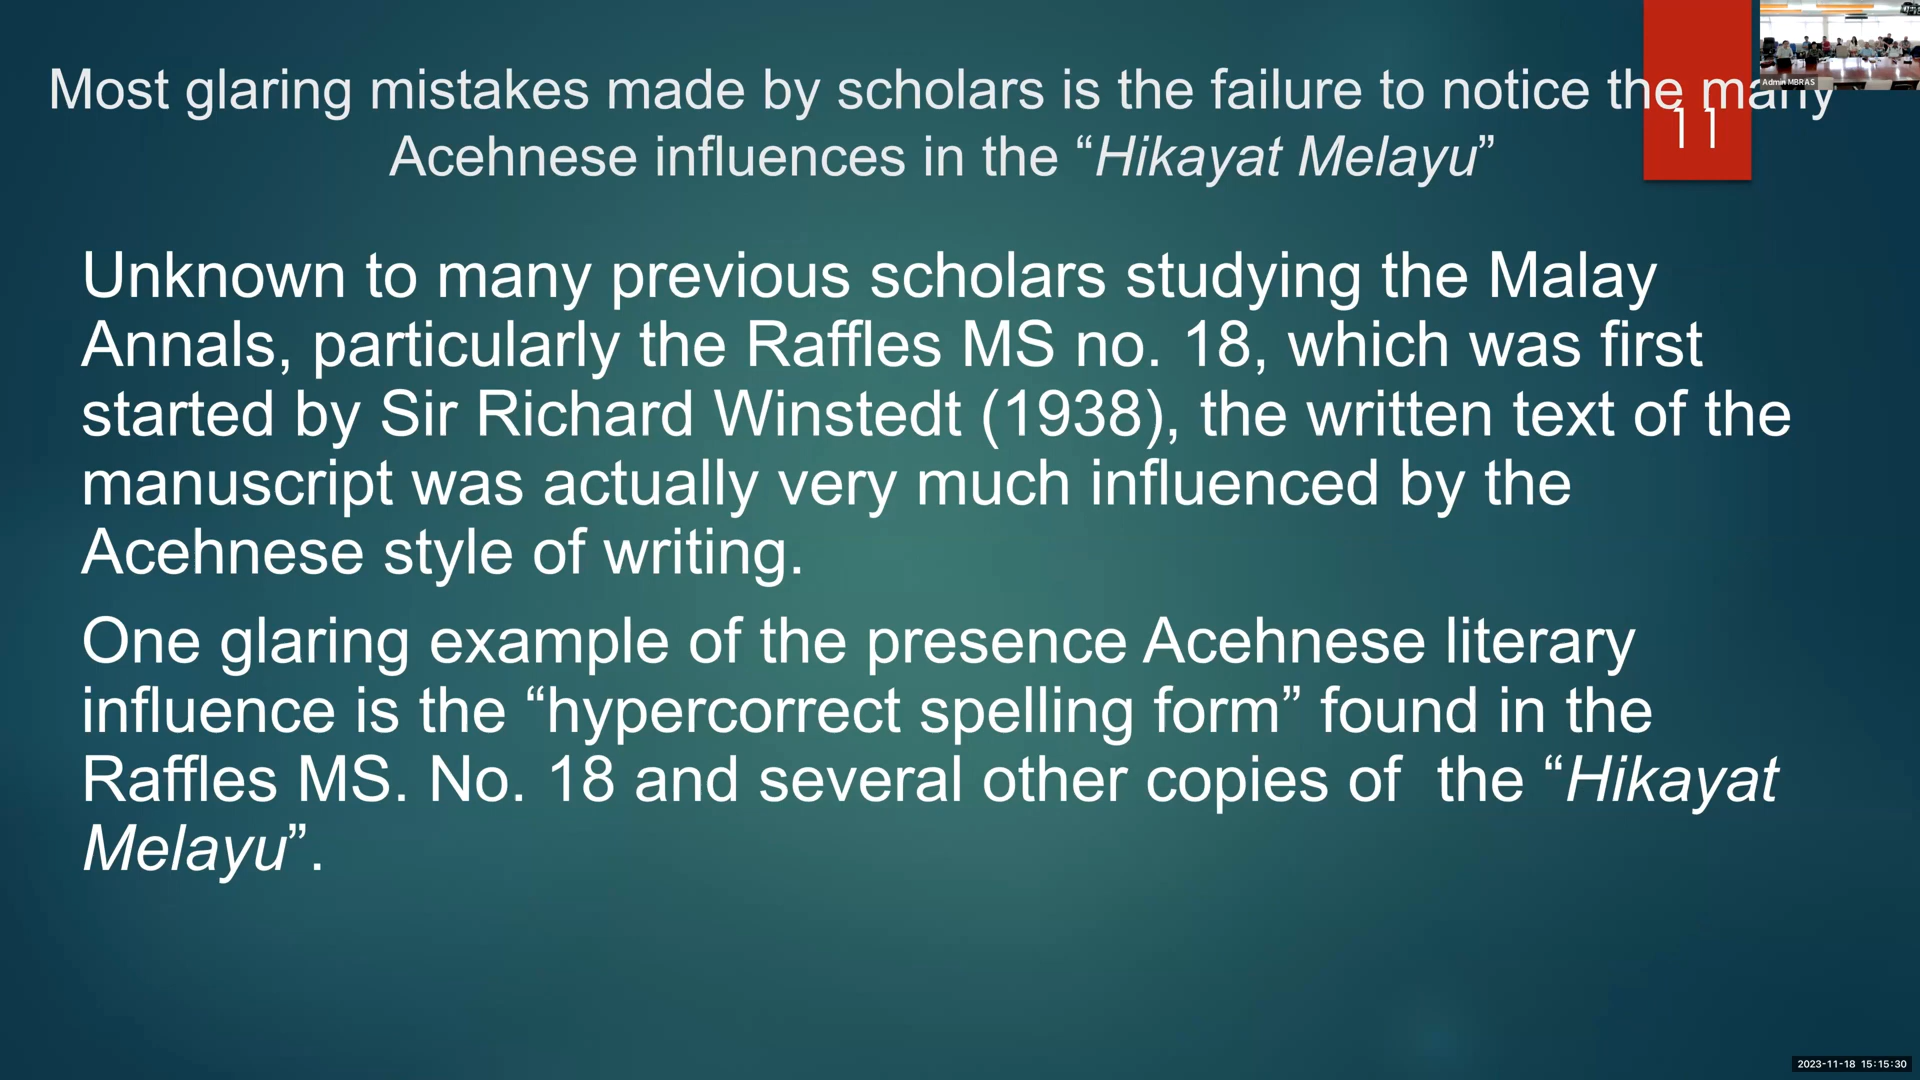 Most glaring mistakes made by scholars is the failure to notice the many
Acehnese influences in the “Hikayat Melayu”
11
Admin MBRAS
Unknown to many previous scholars studying the Malay
Annals, particularly the Raffles MS no. 18, which was first
started by Sir Richard Winstedt (1938), the written text of the
manuscript was actually very much influenced by the
Acehnese style of writing.
One glaring example of the presence Acehnese literary
influence is the “hypercorrect spelling form” found in the
Raffles MS. No. 18 and several other copies of  the “Hikayat
Melayu”.
2023-11-18 15:15:30